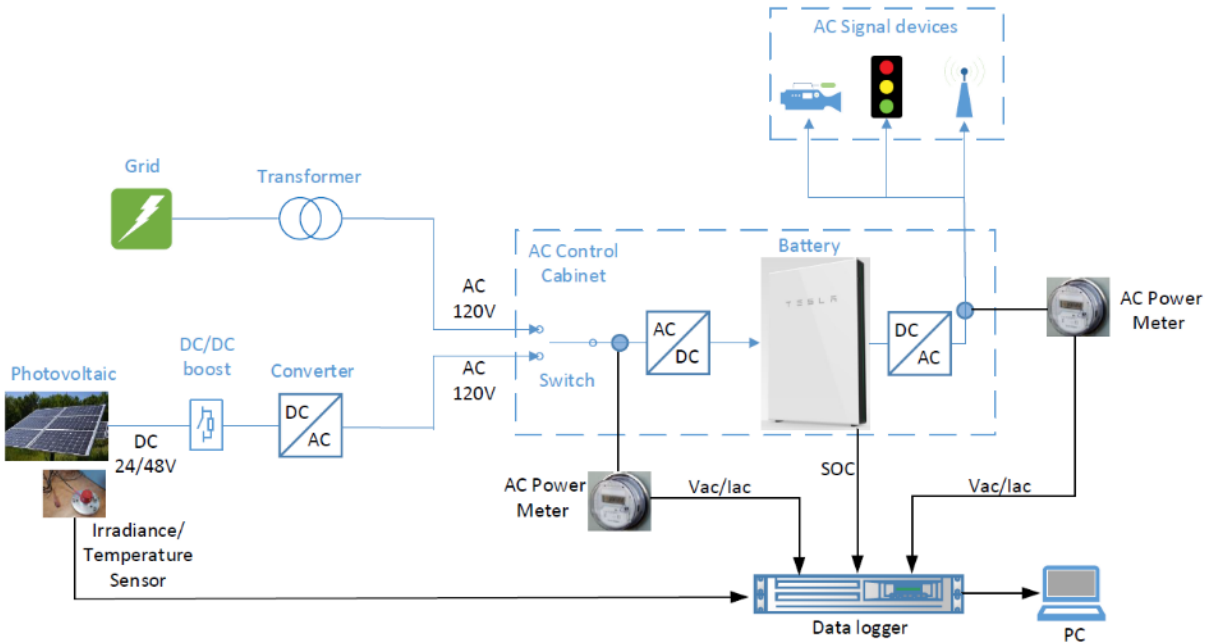 AC Signal devices
Grid
Transformer
AC Control
Cabinet
Battery
TESLA
AC
120V
AC
DC
DC
AC
AC Power
Meter
DC/DC
boost
Converter
AC
120V
Switch
Photovoltaic
DC
AC
DC
24/48V
SOC
AC Power
Meter
Vac/Iac
Vac/Iac
Irradiance/
Temperature
Sensor
Data logger
PC